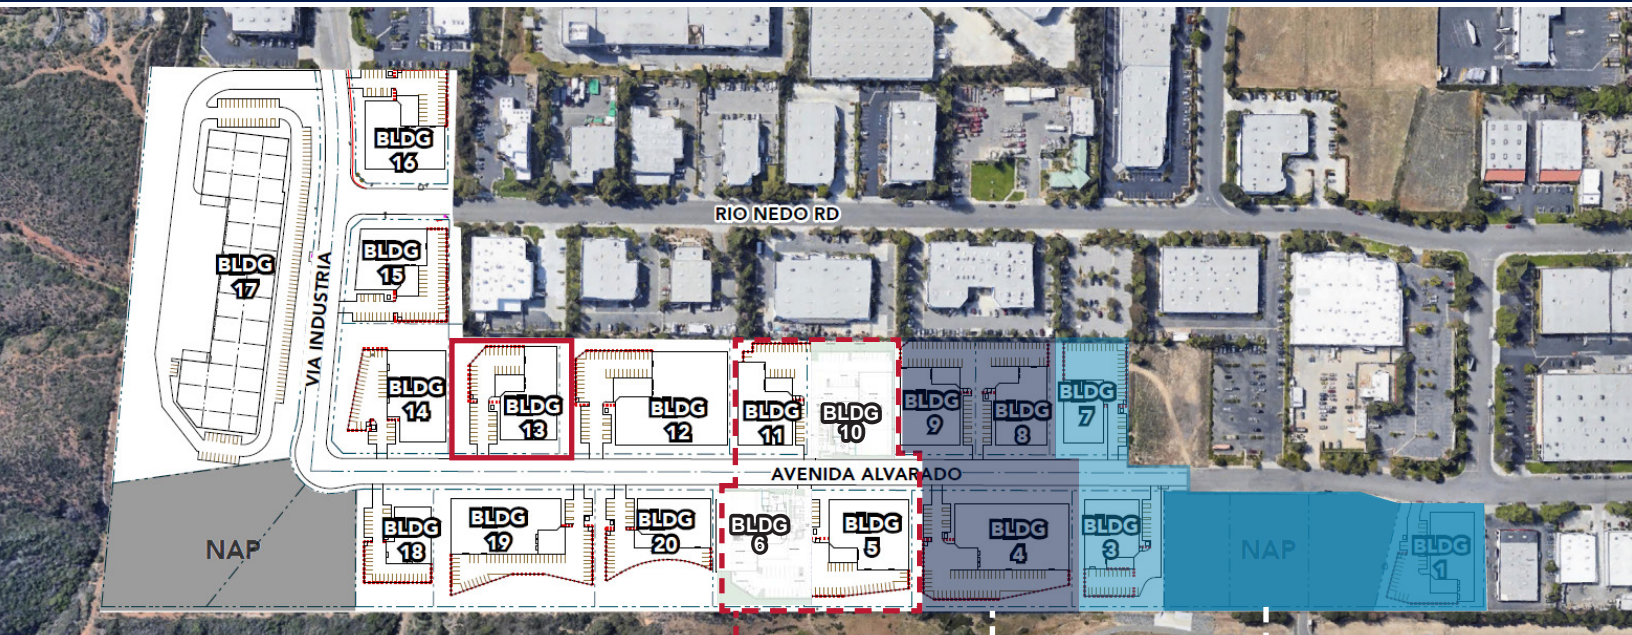 BLDG
16
RIO NEDO RD
BLDG
15
BLDG
17
VIA INDUSTRIA
BLDG
14
BLDG
13
BLDG
12
BLDG
11
BLDG
10
BLDG
9
BLDG
8
BLDG
7
AVENIDA ALVARADO
NAP
BLDG
18
BLDG
19
BLDG
20
BLDG
6
BLDG
5
BLDG
4
BLDG
3
NAP
BLDG
1